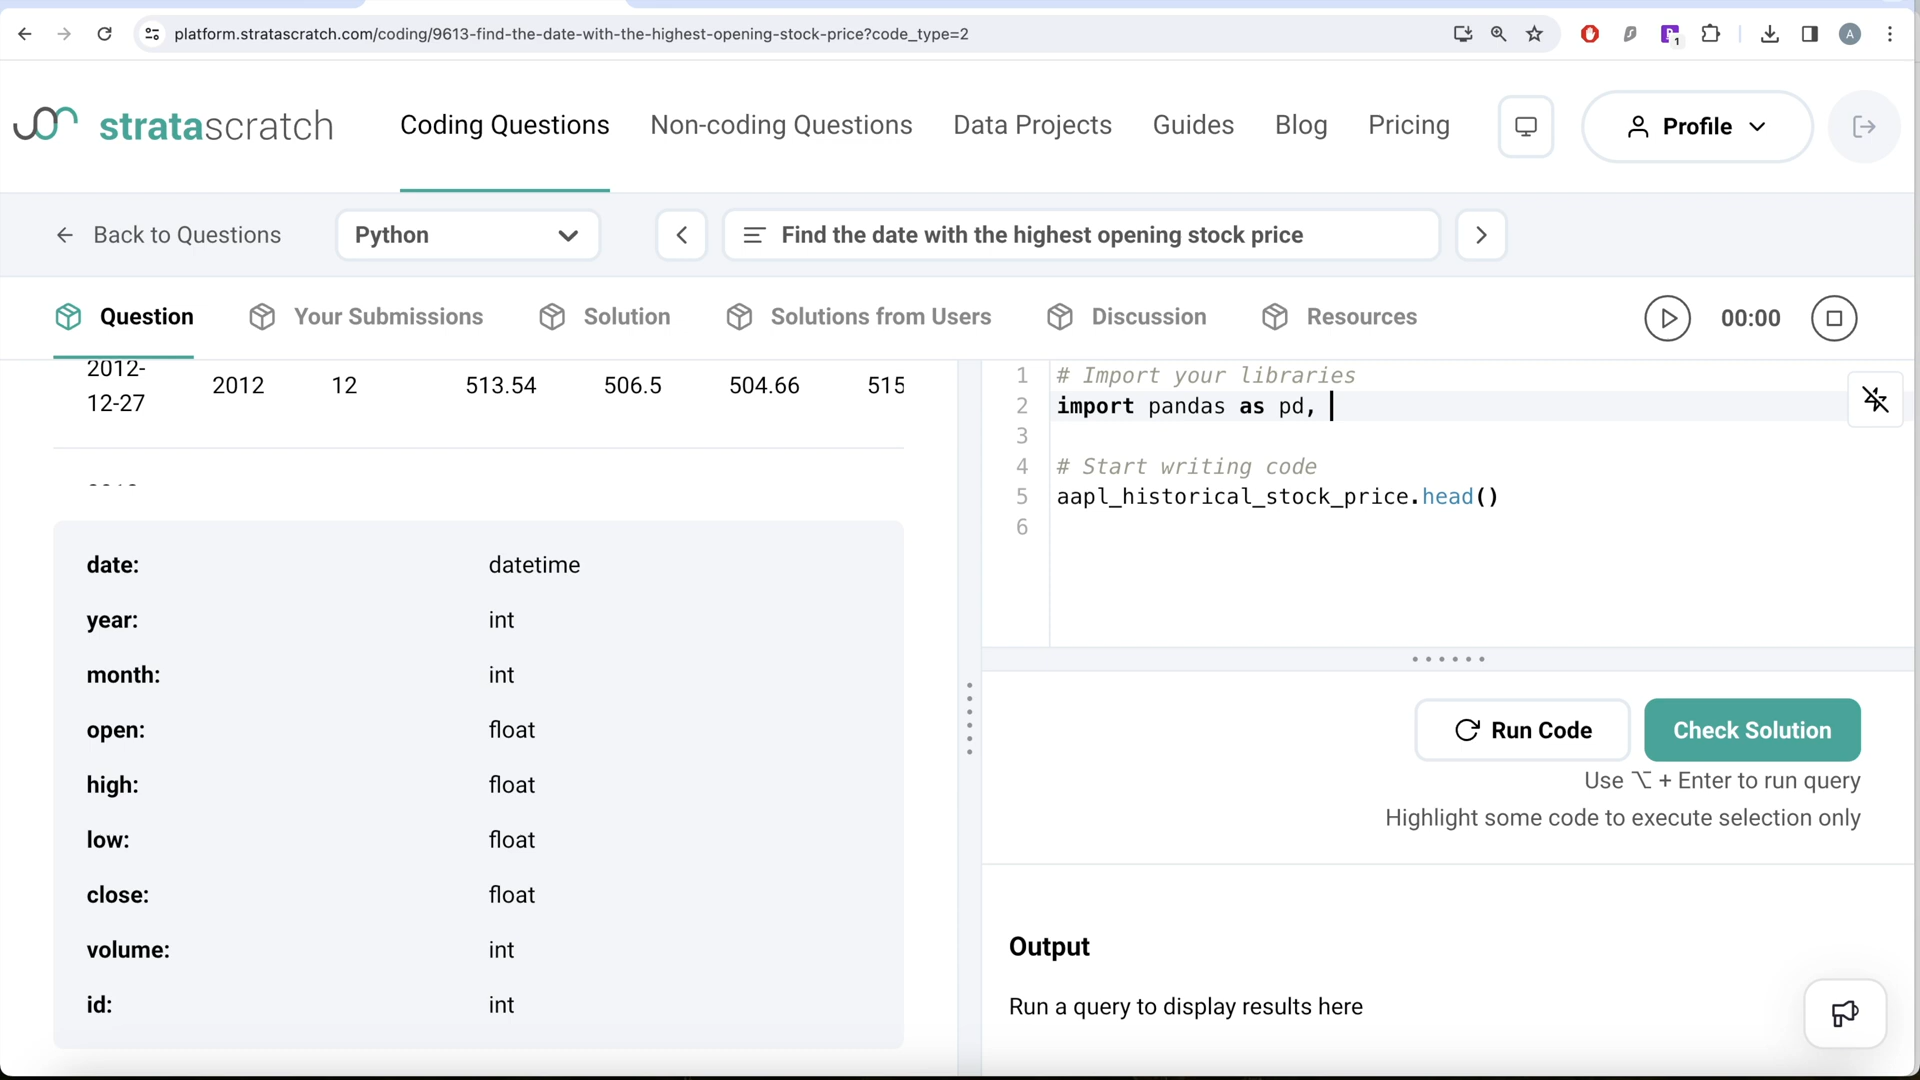 platform.stratascratch.com/coding/9613-find-the-date-with-the-highest-opening-stock-price?code_type=2
1
A
stratascratch
Coding Questions
Non-coding Questions
Data Projects
Guides
Blog
Pricing
Profile
Back to Questions
Python
Find the date with the highest opening stock price
Question
Your Submissions
Solution
Solutions from Users
Discussion
Resources
00:00
2012-
12-27
2012
12
513.54
506.5
504.66
515
date:
datetime
year:
int
month:
int
open:
float
high:
float
low:
float
close:
float
volume:
int
id:
int
1 # Import your libraries
2 import pandas as pd,
3
4 # Start writing code
5 aapl_historical_stock_price.head()
6
Run Code
Check Solution
Use ⌥ + Enter to run query
Highlight some code to execute selection only
Output
Run a query to display results here